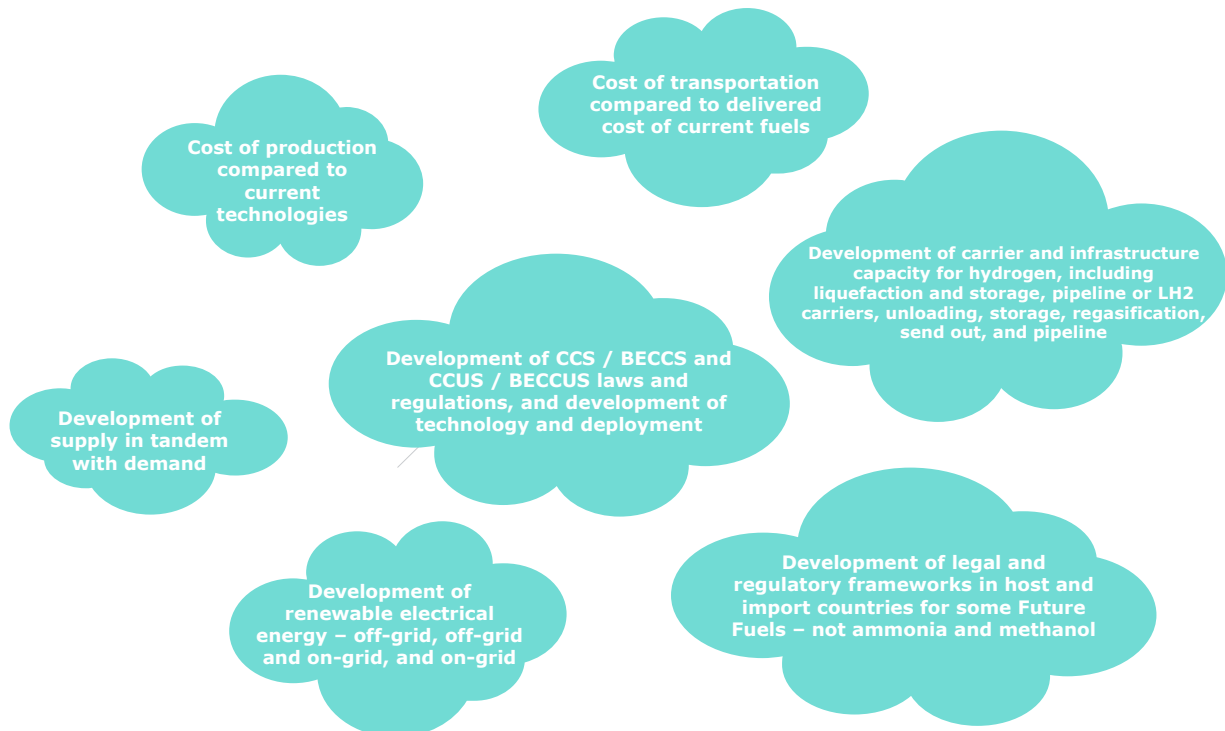 Cost of transportation
compared to delivered
cost of current fuels
Cost of production
compared to
current
technologies
Development of carrier and infrastructure
capacity for hydrogen, including
liquefaction and storage, pipeline or LH2
carriers, unloading, storage, regasification,
send out, and pipeline
Development of CCS / BECCS and
CCUS / BECCUS laws and
regulations, and development of
technology and deployment
Development of
supply in tandem
with demand
Development of legal and
regulatory frameworks in host and
import countries for some Future
Fuels – not ammonia and methanol
Development of
renewable electrical
energy – off-grid, off-grid
and on-grid, and on-grid